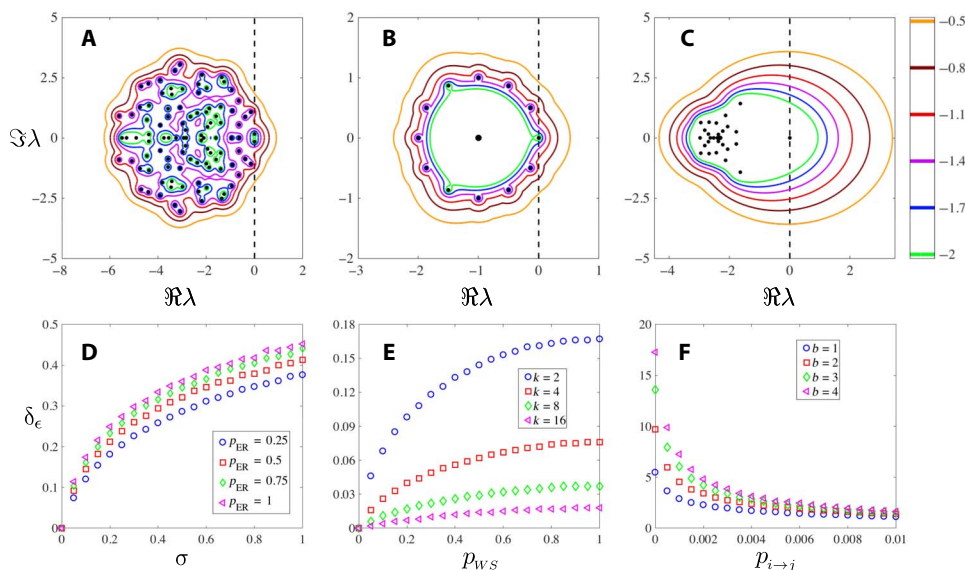 A
B
C
5
2.5
0
−2.5
−5
−8
−6
−4
−2
0
2
ℑλ
ℜλ
2
1
0
−1
−2
−3
−2
−1
0
1
ℜλ
5
2.5
0
−2.5
−5
−4
−2
0
2
ℜλ
−0.5
−0.8
−1.1
−1.4
−1.7
−2
D
0.5
0.4
0.3
0.2
0.1
0
0
0.2
0.4
0.6
0.8
1
δϵ
σ
pER = 0.25
pER = 0.5
pER = 0.75
pER = 1
E
0.18
0.15
0.12
0.09
0.06
0.03
0
0
0.2
0.4
0.6
0.8
1
pWS
k = 2
k = 4
k = 8
k = 16
F
20
15
10
5
0
0
0.002
0.004
0.006
0.008
0.01
pi→j
b = 1
b = 2
b = 3
b = 4